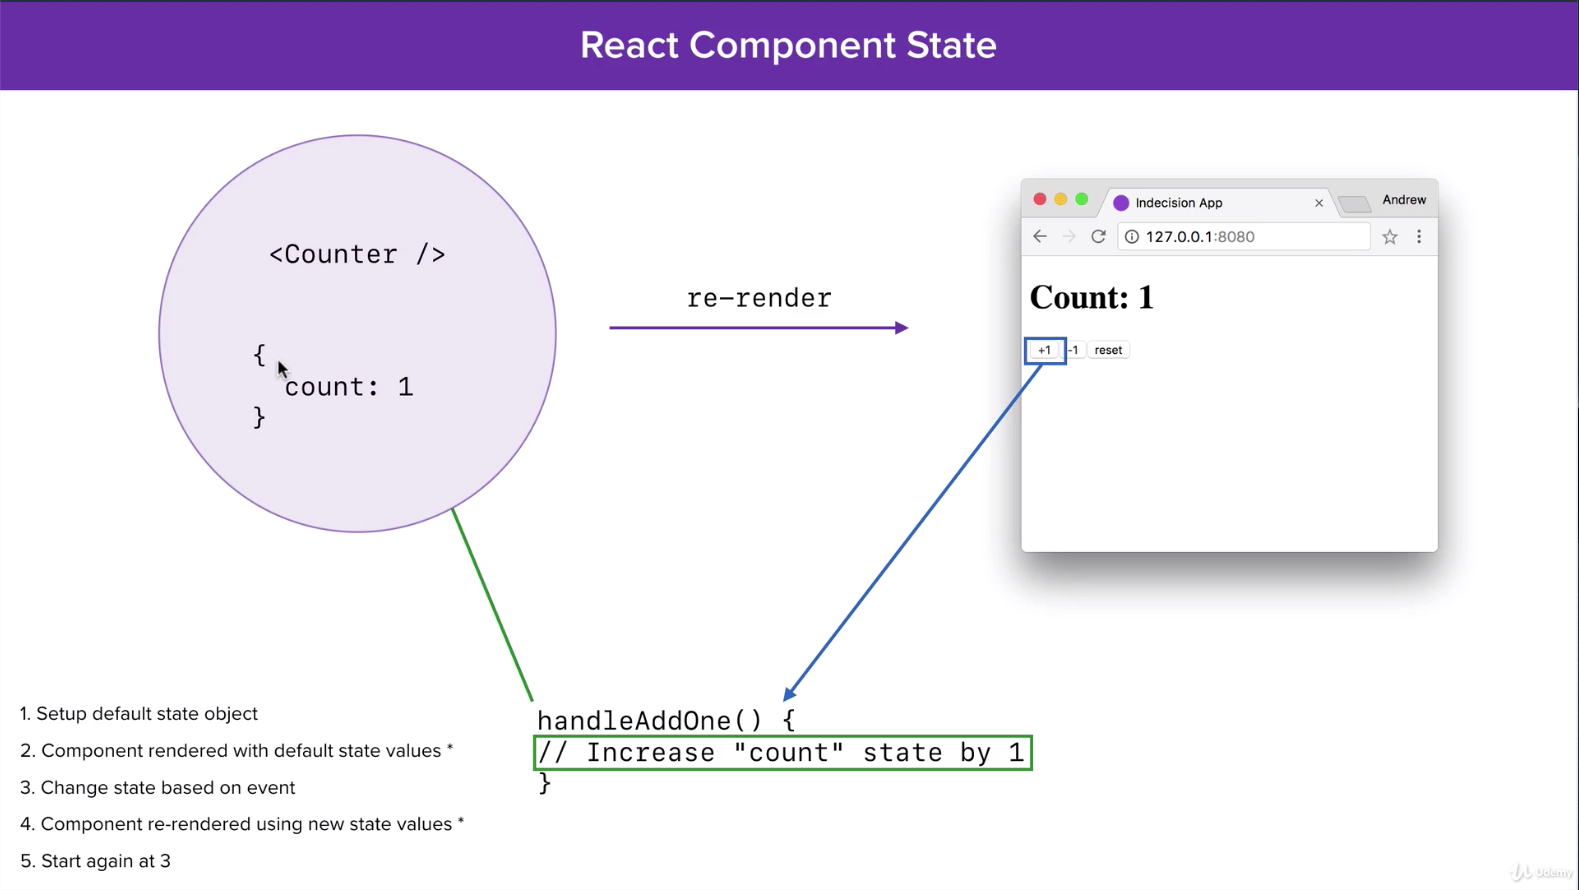 React Component State
<Counter />
{
count: 1
}
re-render
Indecision App
Andrew
127.0.0.1:8080
Count: 1
+1 -1 reset
handleAddOne() {
// Increase "count" state by 1
}
1. Setup default state object
2. Component rendered with default state values *
3. Change state based on event
4. Component re-rendered using new state values *
5. Start again at 3
Udemy